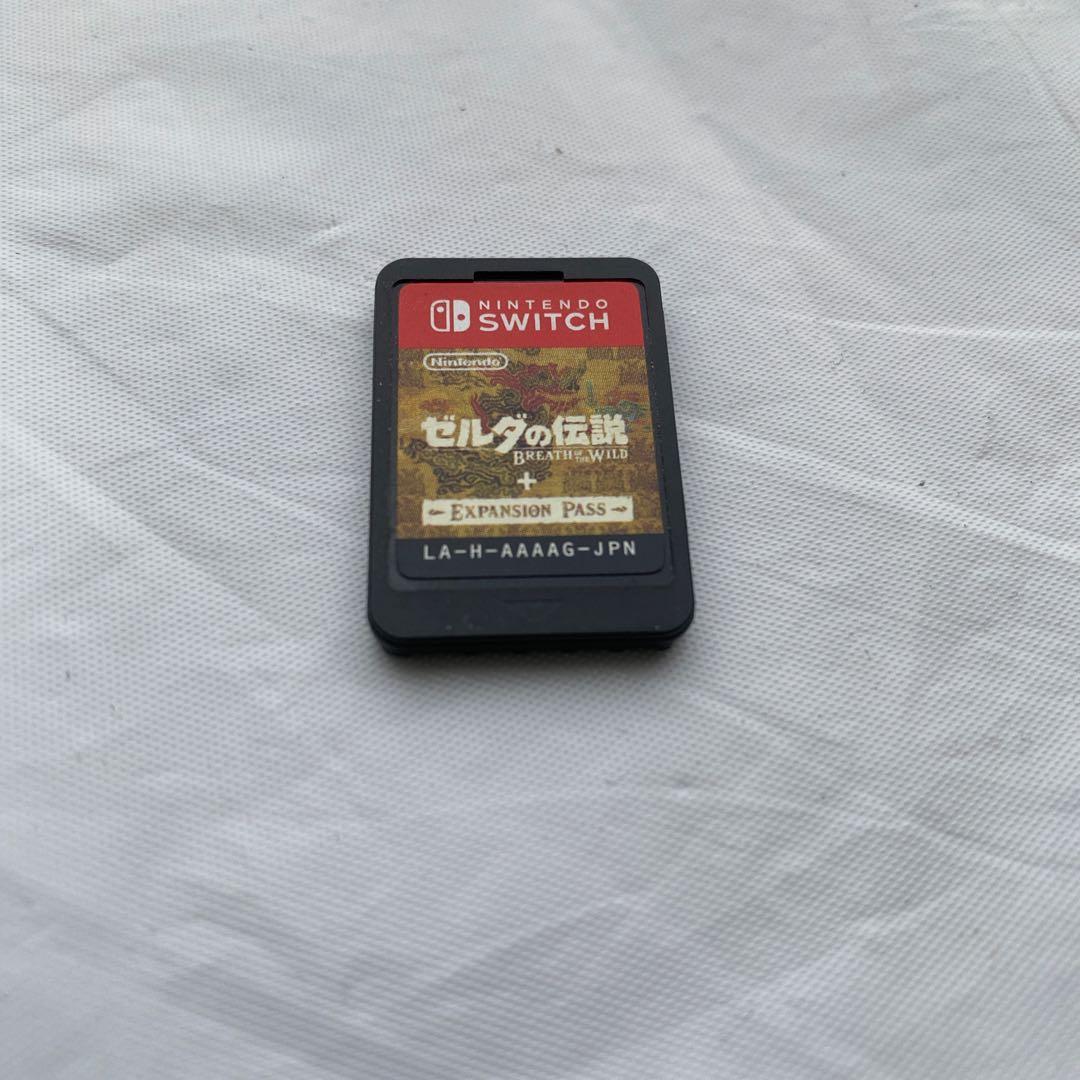 NINTENDO
SWITCH
Nintendo
ゼルダの伝説
BREATH OF THE WILD
+
EXPANSION PASS
LA-H-AAAAG-JPN